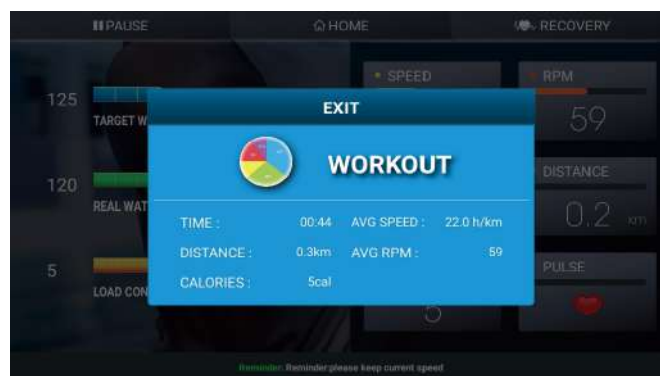 PAUSE
HOME
RECOVERY
SPEED
RPM
125
TARGET W
59
EXIT
WORKOUT
120
REAL WAT
DISTANCE
0.2 km
TIME : 00:44 AVG SPEED : 22.0 h/km
DISTANCE : 0.3km AVG RPM : 59
CALORIES : 5cal
5
LOAD CON
PULSE
5
Reminder: Reminder please keep current speed